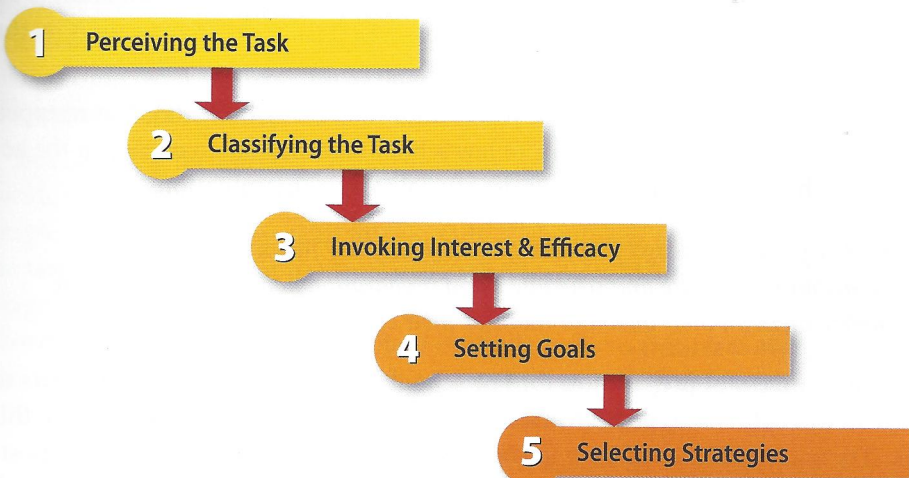 1 Perceiving the Task
2 Classifying the Task
3 Invoking Interest & Efficacy
4 Setting Goals
5 Selecting Strategies